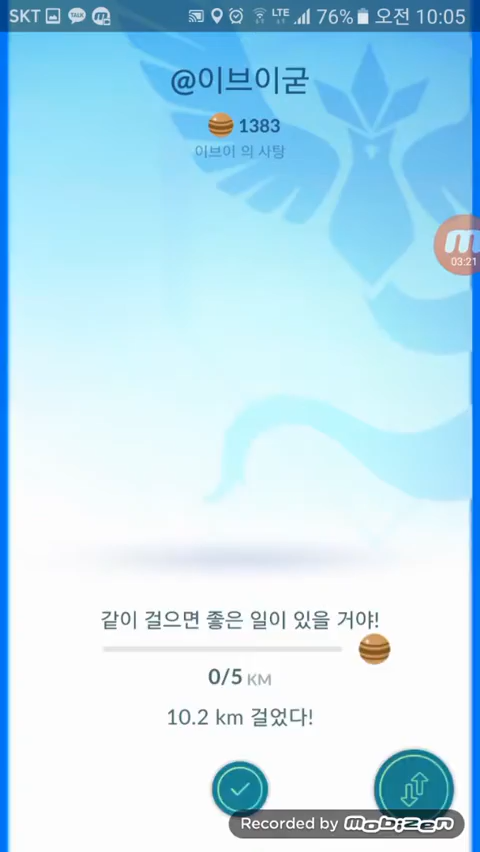 SKT TALK m LTE 76% 오전 10:05
@이브이굳
1383
이브이 의 사탕
m
03:21
같이 걸으면 좋은 일이 있을 거야!
0/5 KM
10.2 km 걸었다!
Recorded by mobizen